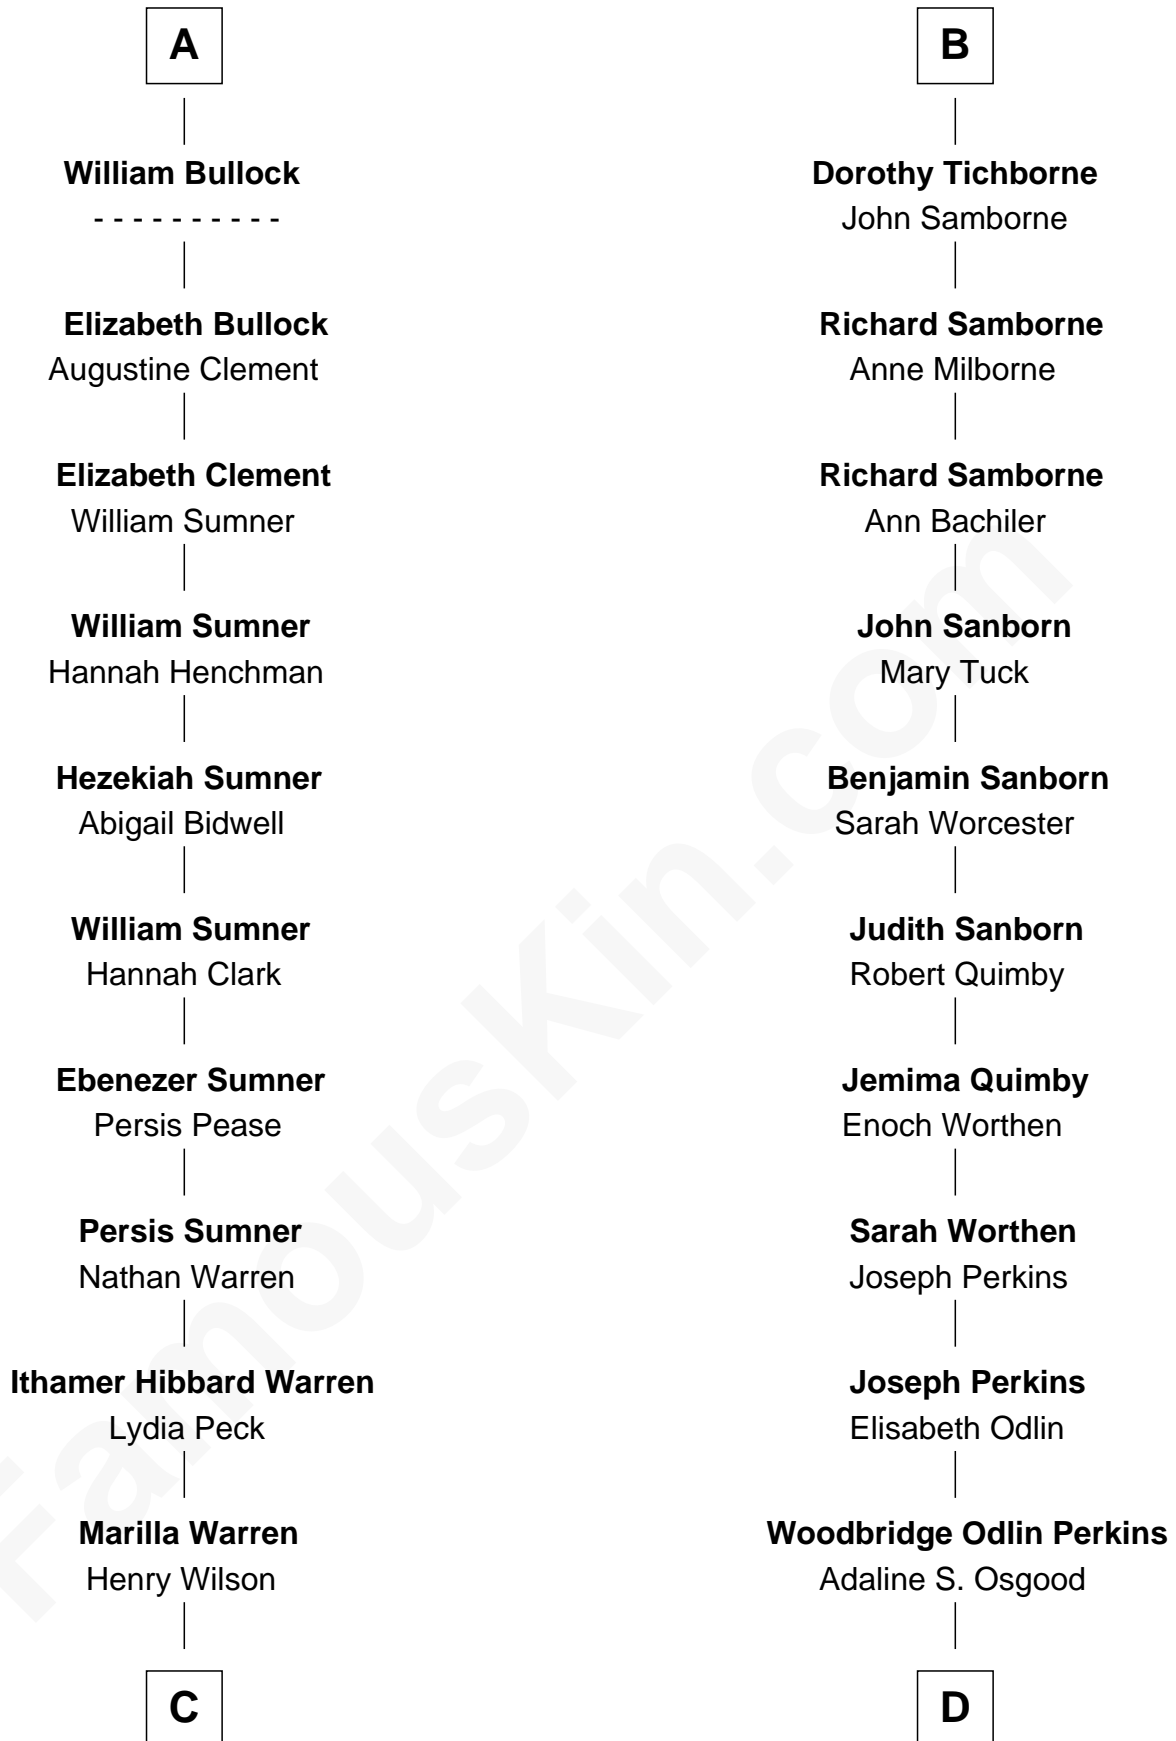 A
William Bullock
- - - - - - - - - -
Elizabeth Bullock
Augustine Clement
Elizabeth Clement
William Sumner
William Sumner
Hannah Henchman
Hezekiah Sumner
Abigail Bidwell
William Sumner
Hannah Clark
Ebenezer Sumner
Persis Pease
Persis Sumner
Nathan Warren
Ithamer Hibbard Warren
Lydia Peck
Marilla Warren
Henry Wilson
C
B
Dorothy Tichborne
John Samborne
Richard Samborne
Anne Milborne
Richard Samborne
Ann Bachiler
John Sanborn
Mary Tuck
Benjamin Sanborn
Sarah Worcester
Judith Sanborn
Robert Quimby
Jemima Quimby
Enoch Worthen
Sarah Worthen
Joseph Perkins
Joseph Perkins
Elisabeth Odlin
Woodbridge Odlin Perkins
Adaline S. Osgood
D
FamousKin.com